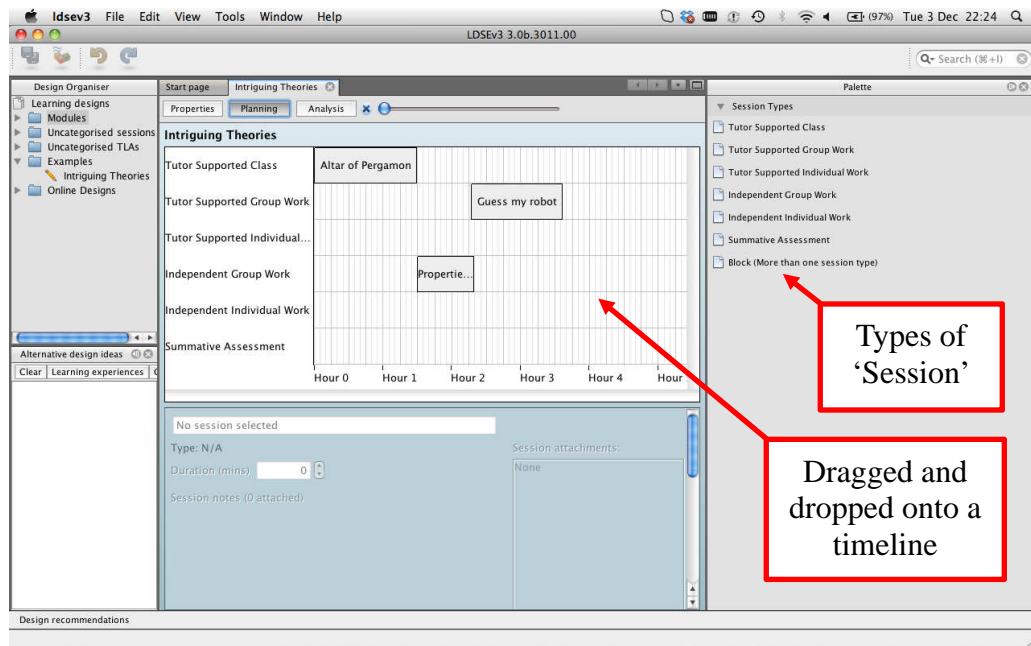 ldsev3 File Edit View Tools Window Help (97%) Tue 3 Dec 22:24
LDSEv3 3.0b.3011.00
Search (⌘+I)
Design Organiser
Learning designs
Modules
Uncategorised sessions
Uncategorised TLAs
Examples
Intriguing Theories
Online Designs
Alternative design ideas
Clear Learning experiences
Start page Intriguing Theories
Properties Planning Analysis
Intriguing Theories
Tutor Supported Class Altar of Pergamon
Tutor Supported Group Work Guess my robot
Tutor Supported Individual...
Independent Group Work Propertie...
Independent Individual Work
Summative Assessment
Hour 0 Hour 1 Hour 2 Hour 3 Hour 4 Hour
No session selected
Type: N/A
Duration (mins) 0
Session notes (0 attached)
Session attachments:
None
Palette
Session Types
Tutor Supported Class
Tutor Supported Group Work
Tutor Supported Individual Work
Independent Group Work
Independent Individual Work
Summative Assessment
Block (More than one session type)
Types of
‘Session’
Dragged and
dropped onto a
timeline
Design recommendations